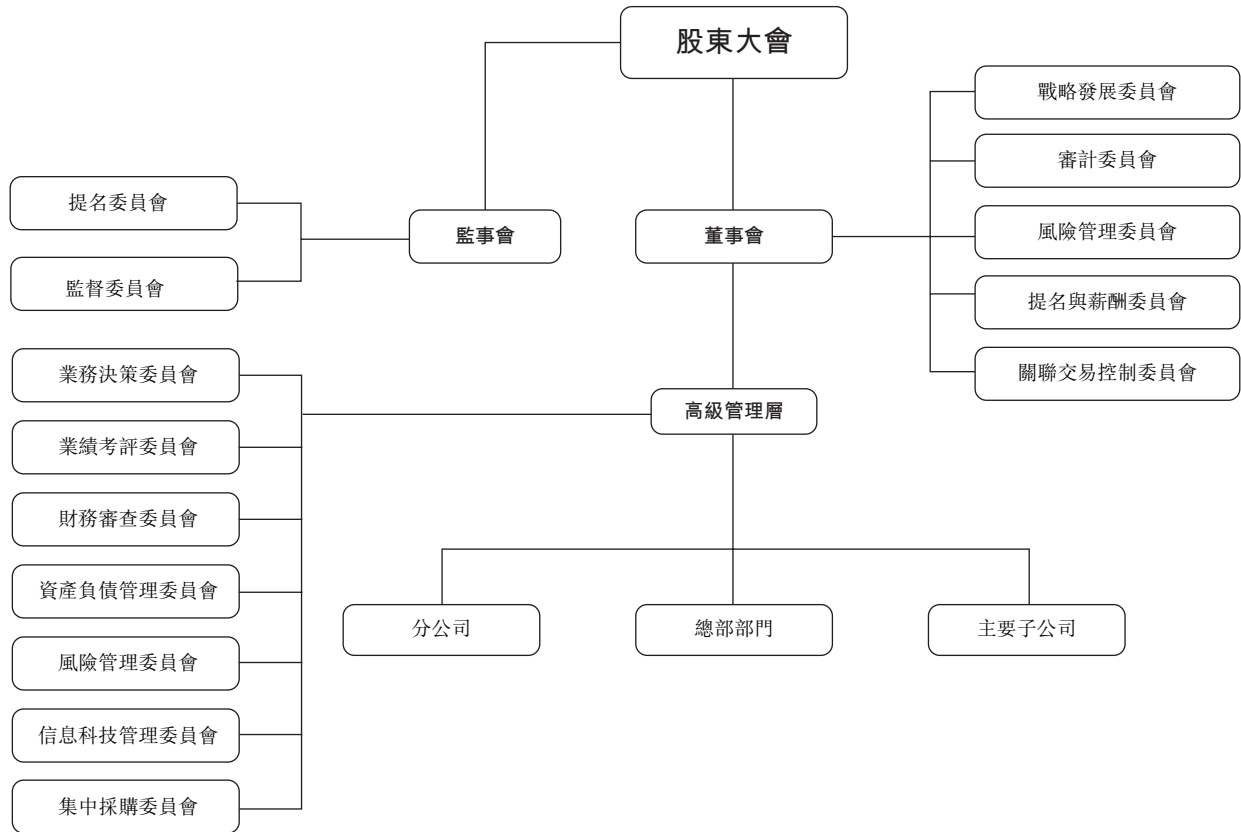 股東大會
戰略發展委員會
審計委員會
風險管理委員會
提名與薪酬委員會
關聯交易控制委員會
提名委員會
監督委員會
監事會
董事會
業務決策委員會
業績考評委員會
財務審查委員會
資產負債管理委員會
風險管理委員會
信息科技管理委員會
集中採購委員會
高級管理層
分公司
總部部門
主要子公司